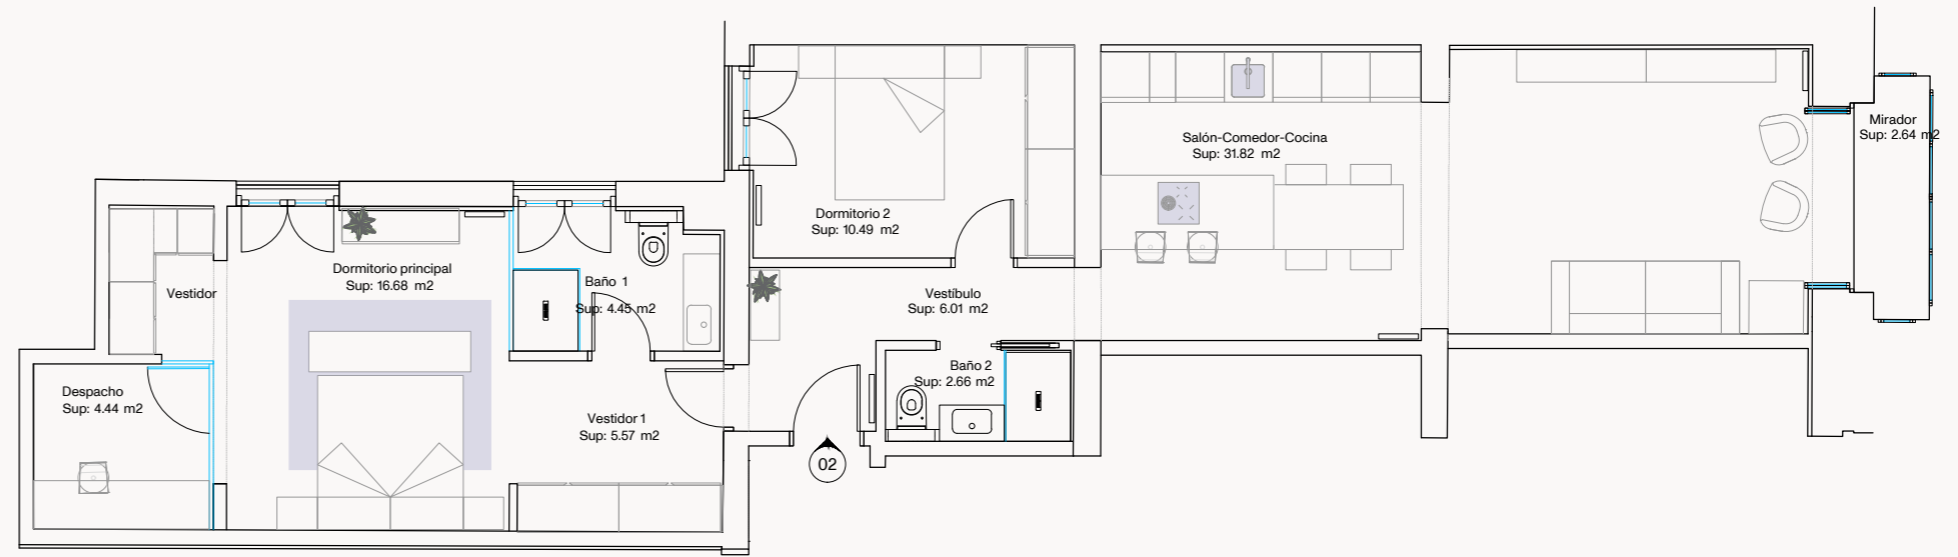 Mirador
Sup: 2.64 m2
Salón-Comedor-Cocina
Sup: 31.82 m2
Dormitorio 2
Sup: 10.49 m2
Dormitorio principal
Sup: 16.68 m2
Baño 1
Sup: 4.45 m2
Vestidor
Vestíbulo
Sup: 6.01 m2
Baño 2
Sup: 2.66 m2
Despacho
Sup: 4.44 m2
Vestidor 1
Sup: 5.57 m2
02